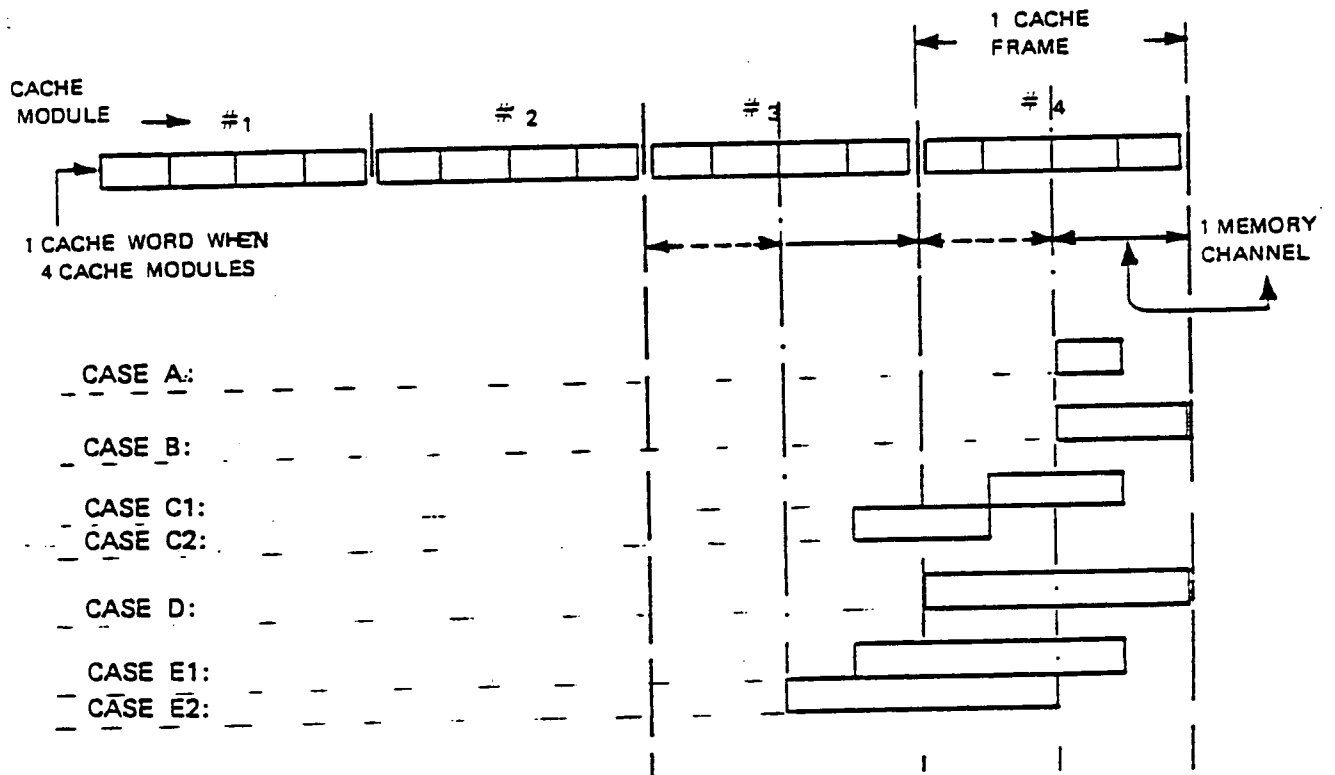 1 CACHE
FRAME
CACHE
MODULE
#1
#2
#3
#4
1 CACHE WORD WHEN
4 CACHE MODULES
1 MEMORY
CHANNEL
CASE A:
CASE B:
CASE C1:
CASE C2:
CASE D:
CASE E1:
CASE E2: